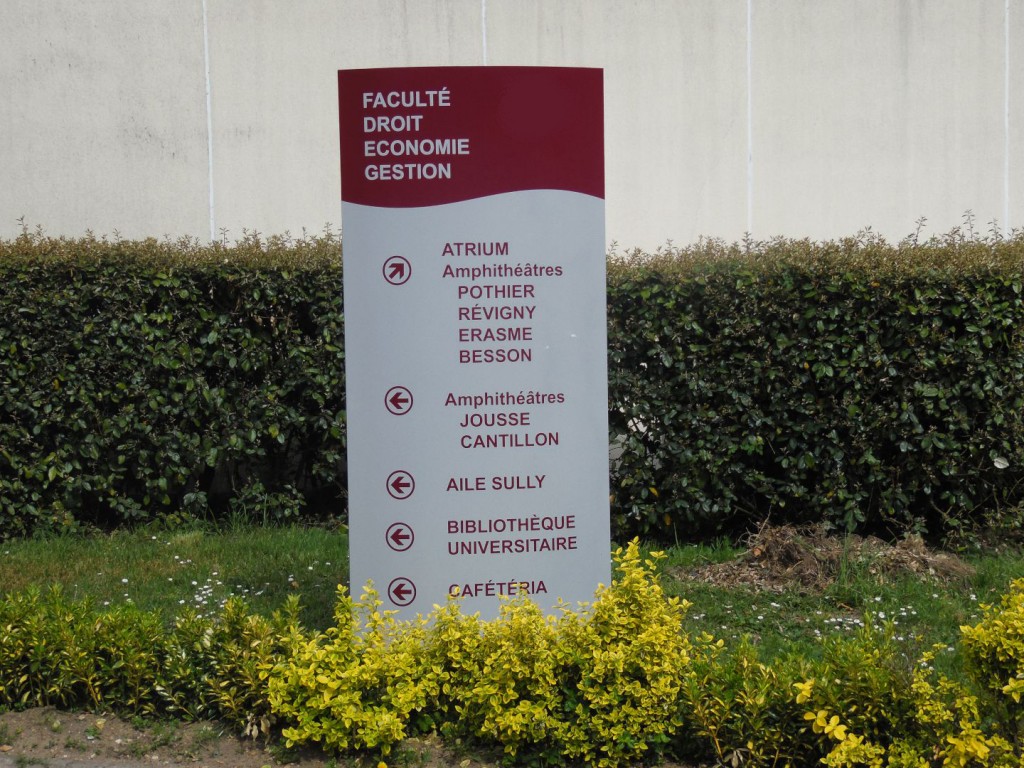 FACULTÉ
DROIT
ECONOMIE
GESTION
ATRIUM
Amphithéâtres
POTHIER
RÉVIGNY
ERASME
BESSON
Amphithéâtres
JOUSSE
CANTILLON
AILE SULLY
BIBLIOTHÈQUE
UNIVERSITAIRE
CAFÉTÉRIA